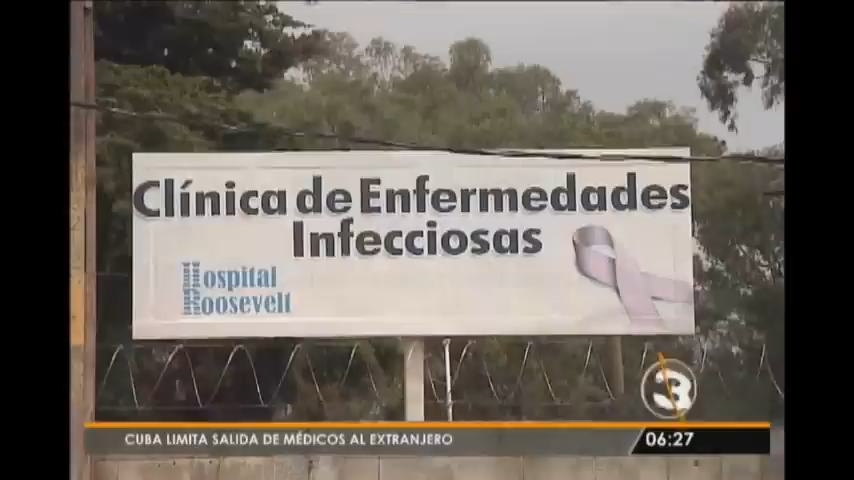 Clínica de Enfermedades
Infecciosas
Hospital
Roosevelt
3
CUBA LIMITA SALIDA DE MÉDICOS AL EXTRANJERO
06:27